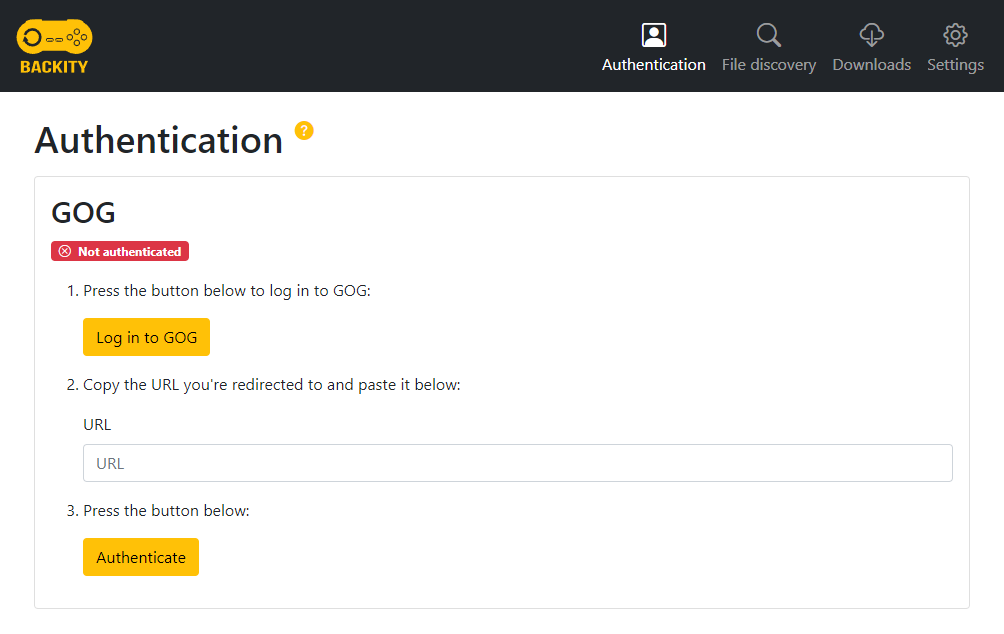 BACKITY
Authentication
File discovery
Downloads
Settings
Authentication ?
GOG
Not authenticated
1. Press the button below to log in to GOG:
Log in to GOG
2. Copy the URL you're redirected to and paste it below:
URL
URL
3. Press the button below:
Authenticate